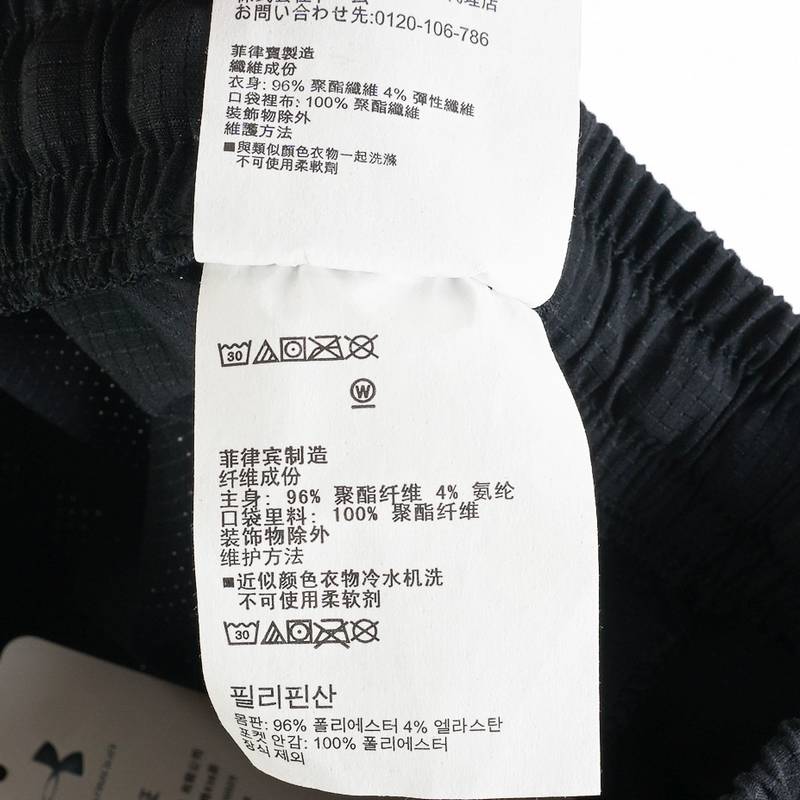 お問い合わせ先:0120-106-786
菲律賓製造
纖維成份
衣身: 96% 聚酯纖維 4% 彈性纖維
口袋裡布: 100% 聚酯纖維
裝飾物除外
維護方法
■與類似顏色衣物一起洗滌
不可使用柔軟劑
30
W
菲律宾制造
纤维成份
主身: 96% 聚酯纤维 4% 氨纶
口袋里料: 100% 聚酯纤维
装饰物除外
维护方法
■近似颜色衣物冷水机洗
不可使用柔软剂
30
필리핀산
몸판: 96% 폴리에스터 4% 엘라스탄
포켓 안감: 100% 폴리에스터
장식 제외